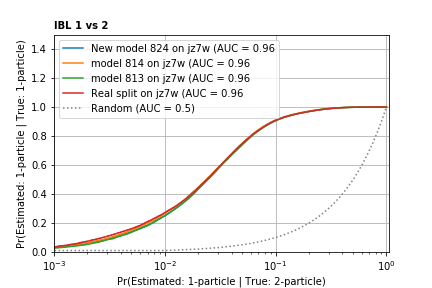 IBL 1 vs 2
Pr(Estimated: 1-particle | True: 1-particle)
1.4
1.2
1.0
0.8
0.6
0.4
0.2
0.0
New model 824 on jz7w (AUC = 0.96
model 814 on jz7w (AUC = 0.96
model 813 on jz7w (AUC = 0.96
Real split on jz7w (AUC = 0.96
Random (AUC = 0.5)
10⁻³ 10⁻² 10⁻¹ 10⁰
Pr(Estimated: 1-particle | True: 2-particle)